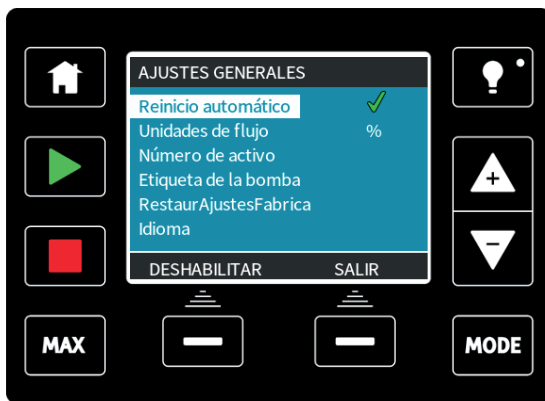 AJUSTES GENERALES
Reinicio automático
Unidades de flujo %
Número de activo
Etiqueta de la bomba
RestaurAjustesFabrica
Idioma
DESHABILITAR SALIR
MAX
MODE